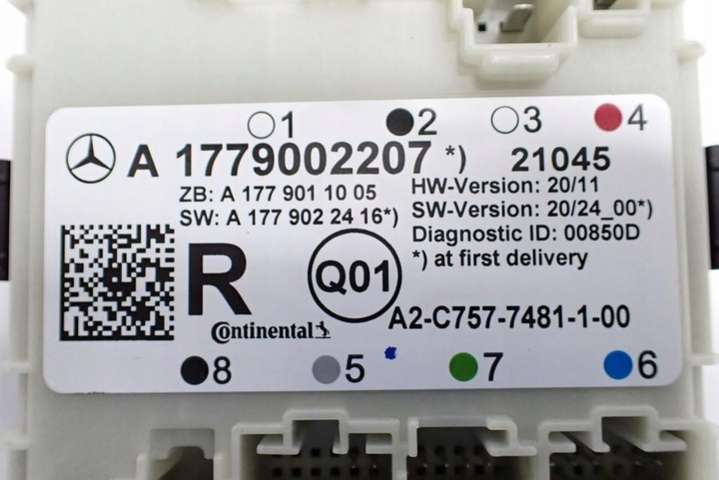 1 2 3 4
A 1779002207 *) 21045
ZB: A 177 901 10 05
SW: A 177 902 24 16*)
HW-Version: 20/11
SW-Version: 20/24_00*)
Diagnostic ID: 00850D
*) at first delivery
R
Q01
Continental
A2-C757-7481-1-00
8 5 7 6